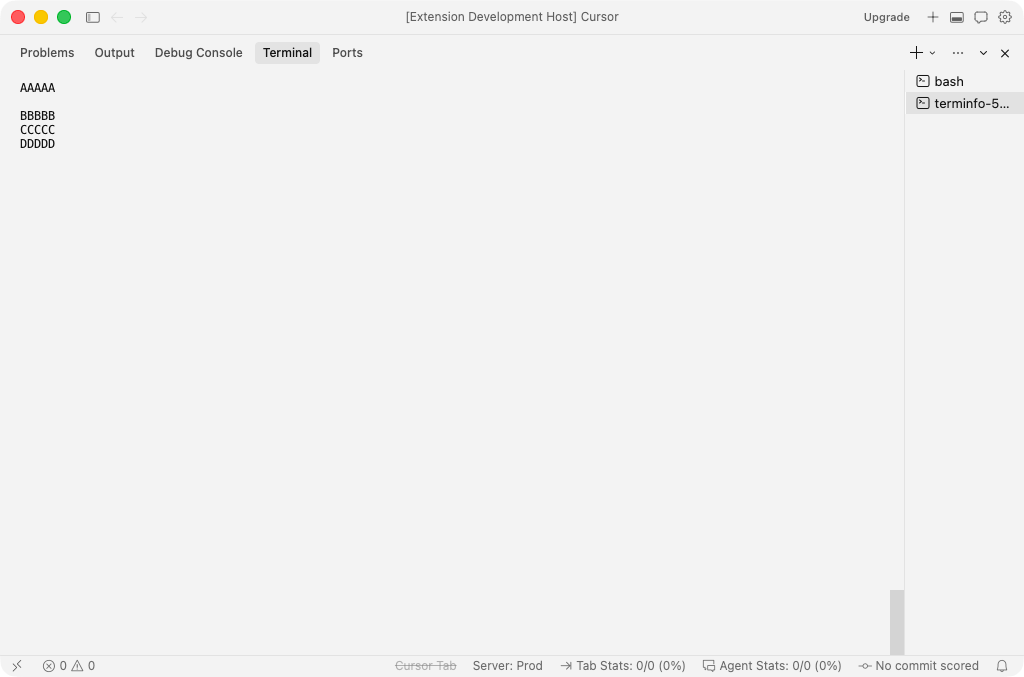 [Extension Development Host] Cursor
Upgrade
Problems Output Debug Console Terminal Ports
AAAAA
BBBBB
CCCCC
DDDDD
bash
terminfo-5...
0 0 Cursor Tab Server: Prod Tab Stats: 0/0 (0%) Agent Stats: 0/0 (0%) No commit scored